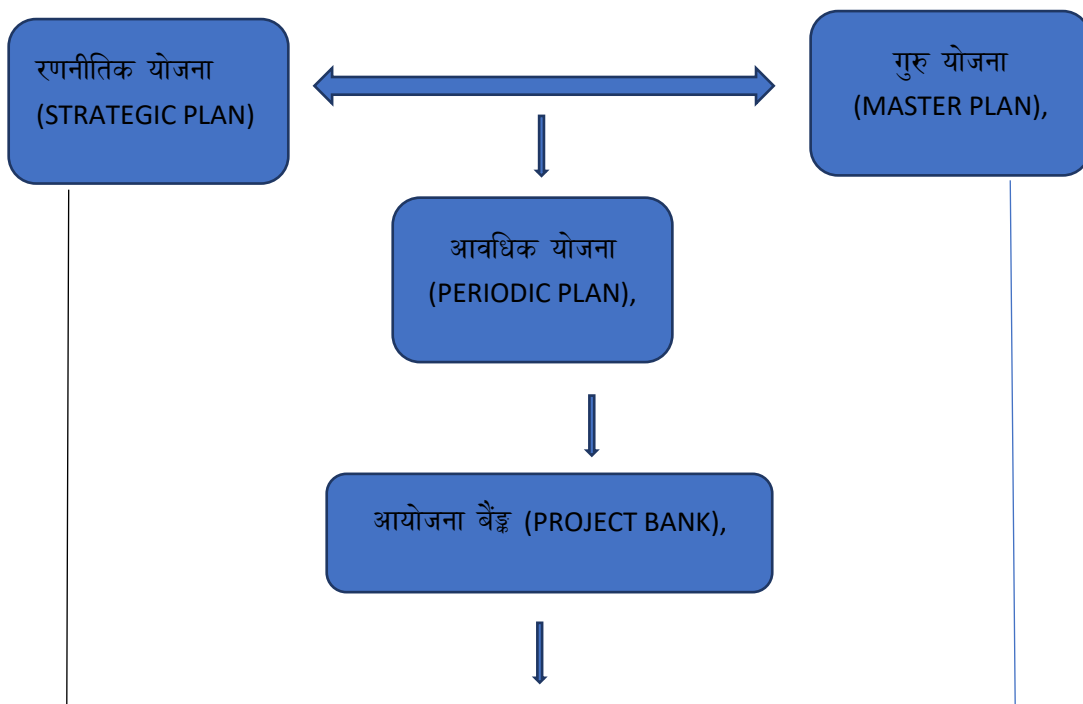 रणनीतिक योजना
(STRATEGIC PLAN)
गुरु योजना
(MASTER PLAN),
आवधिक योजना
(PERIODIC PLAN),
आयोजना बैंङ्क (PROJECT BANK),